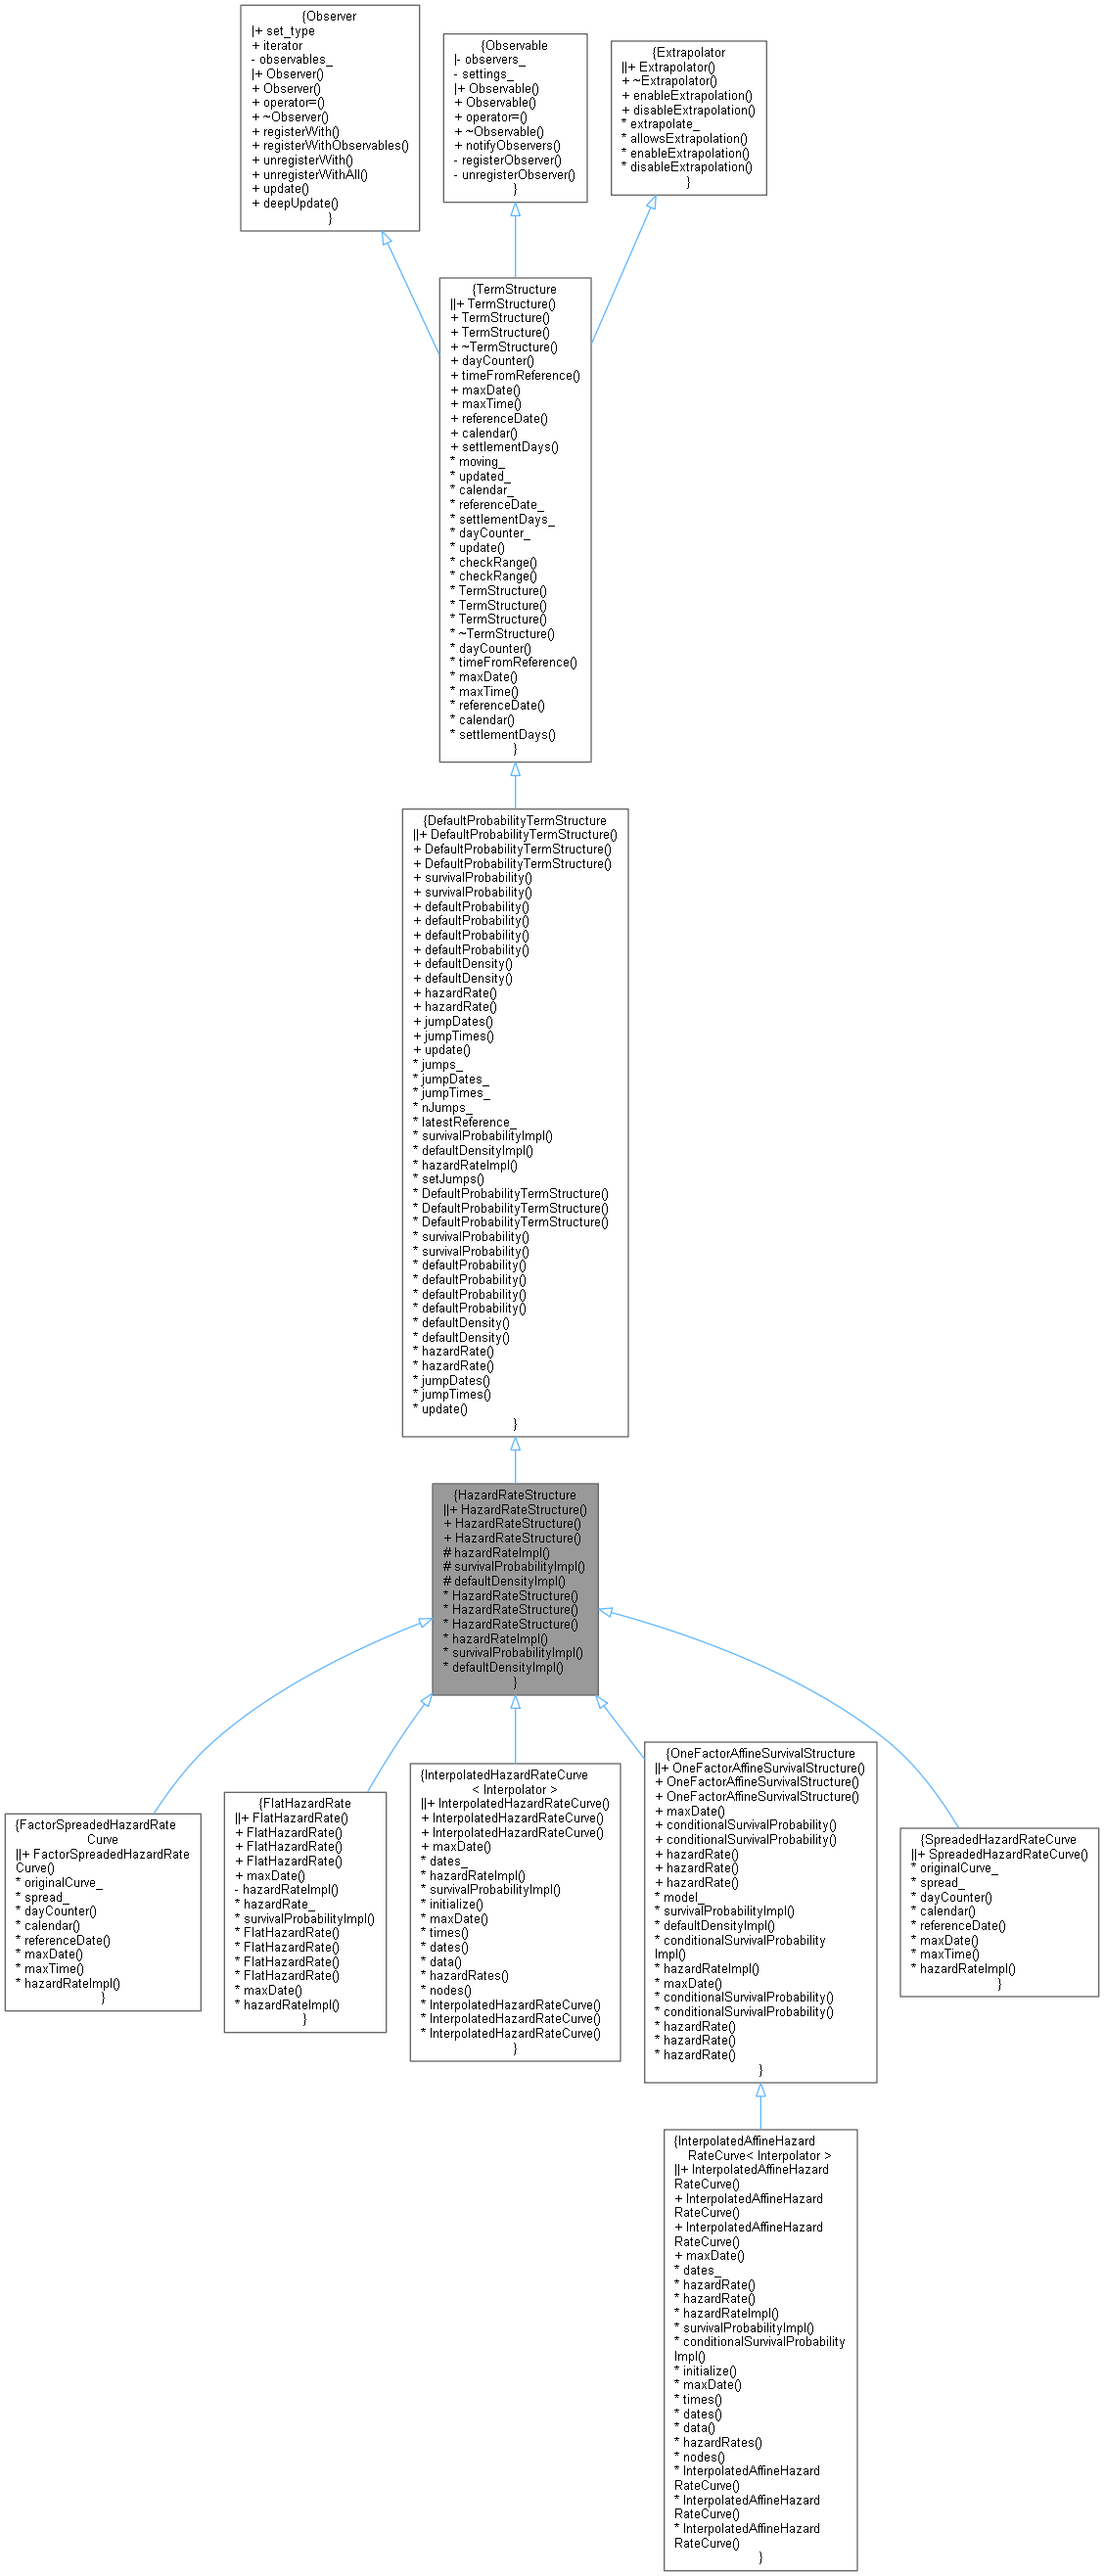 {Observer
|+ set_type
+ iterator
- observables_
|+ Observer()
+ Observer()
+ operator=()
+ ~Observer()
+ registerWith()
+ registerWithObservables()
+ unregisterWith()
+ unregisterWithAll()
+ update()
+ deepUpdate()
}
{Observable
|- observers_
- settings_
|+ Observable()
+ Observable()
+ operator=()
+ ~Observable()
+ notifyObservers()
- registerObserver()
- unregisterObserver()
}
{Extrapolator
||+ Extrapolator()
+ ~Extrapolator()
+ enableExtrapolation()
+ disableExtrapolation()
* extrapolate_
* allowsExtrapolation()
* enableExtrapolation()
* disableExtrapolation()
}
{TermStructure
||+ TermStructure()
+ TermStructure()
+ TermStructure()
+ ~TermStructure()
+ dayCounter()
+ timeFromReference()
+ maxDate()
+ maxTime()
+ referenceDate()
+ calendar()
+ settlementDays()
* moving_
* updated_
* calendar_
* referenceDate_
* settlementDays_
* dayCounter_
* update()
* checkRange()
* checkRange()
* TermStructure()
* TermStructure()
* TermStructure()
* ~TermStructure()
* dayCounter()
* timeFromReference()
* maxDate()
* maxTime()
* referenceDate()
* calendar()
* settlementDays()
}
{DefaultProbabilityTermStructure
||+ DefaultProbabilityTermStructure()
+ DefaultProbabilityTermStructure()
+ DefaultProbabilityTermStructure()
+ survivalProbability()
+ survivalProbability()
+ defaultProbability()
+ defaultProbability()
+ defaultProbability()
+ defaultProbability()
+ defaultDensity()
+ defaultDensity()
+ hazardRate()
+ hazardRate()
+ jumpDates()
+ jumpTimes()
+ update()
* jumps_
* jumpDates_
* jumpTimes_
* nJumps_
* latestReference_
* survivalProbabilityImpl()
* defaultDensityImpl()
* hazardRateImpl()
* setJumps()
* DefaultProbabilityTermStructure()
* DefaultProbabilityTermStructure()
* DefaultProbabilityTermStructure()
* survivalProbability()
* survivalProbability()
* defaultProbability()
* defaultProbability()
* defaultProbability()
* defaultProbability()
* defaultDensity()
* defaultDensity()
* hazardRate()
* hazardRate()
* jumpDates()
* jumpTimes()
* update()
}
{HazardRateStructure
||+ HazardRateStructure()
+ HazardRateStructure()
+ HazardRateStructure()
# hazardRateImpl()
# survivalProbabilityImpl()
# defaultDensityImpl()
* HazardRateStructure()
* HazardRateStructure()
* HazardRateStructure()
* hazardRateImpl()
* survivalProbabilityImpl()
* defaultDensityImpl()
}
{FactorSpreadedHazardRate
Curve
||+ FactorSpreadedHazardRate
Curve()
* originalCurve_
* spread_
* dayCounter()
* calendar()
* referenceDate()
* maxDate()
* maxTime()
* hazardRateImpl()
}
{FlatHazardRate
||+ FlatHazardRate()
+ FlatHazardRate()
+ FlatHazardRate()
+ FlatHazardRate()
+ maxDate()
- hazardRateImpl()
* hazardRate_
* survivalProbabilityImpl()
* FlatHazardRate()
* FlatHazardRate()
* FlatHazardRate()
* FlatHazardRate()
* maxDate()
* hazardRateImpl()
}
{InterpolatedHazardRateCurve
< Interpolator >
||+ InterpolatedHazardRateCurve()
+ InterpolatedHazardRateCurve()
+ InterpolatedHazardRateCurve()
+ maxDate()
* dates_
* hazardRateImpl()
* survivalProbabilityImpl()
* initialize()
* maxDate()
* times()
* dates()
* data()
* hazardRates()
* nodes()
* InterpolatedHazardRateCurve()
* InterpolatedHazardRateCurve()
* InterpolatedHazardRateCurve()
}
{OneFactorAffineSurvivalStructure
||+ OneFactorAffineSurvivalStructure()
+ OneFactorAffineSurvivalStructure()
+ OneFactorAffineSurvivalStructure()
+ maxDate()
+ conditionalSurvivalProbability()
+ conditionalSurvivalProbability()
+ hazardRate()
+ hazardRate()
+ hazardRate()
* model_
* survivalProbabilityImpl()
* defaultDensityImpl()
* conditionalSurvivalProbability
Impl()
* hazardRateImpl()
* maxDate()
* conditionalSurvivalProbability()
* conditionalSurvivalProbability()
* hazardRate()
* hazardRate()
* hazardRate()
}
{SpreadedHazardRateCurve
||+ SpreadedHazardRateCurve()
* originalCurve_
* spread_
* dayCounter()
* calendar()
* referenceDate()
* maxDate()
* maxTime()
* hazardRateImpl()
}
{InterpolatedAffineHazard
RateCurve< Interpolator >
||+ InterpolatedAffineHazard
RateCurve()
+ InterpolatedAffineHazard
RateCurve()
+ InterpolatedAffineHazard
RateCurve()
+ maxDate()
* dates_
* hazardRate()
* hazardRate()
* hazardRateImpl()
* survivalProbabilityImpl()
* conditionalSurvivalProbability
Impl()
* initialize()
* maxDate()
* times()
* dates()
* data()
* hazardRates()
* nodes()
* InterpolatedAffineHazard
RateCurve()
* InterpolatedAffineHazard
RateCurve()
* InterpolatedAffineHazard
RateCurve()
}